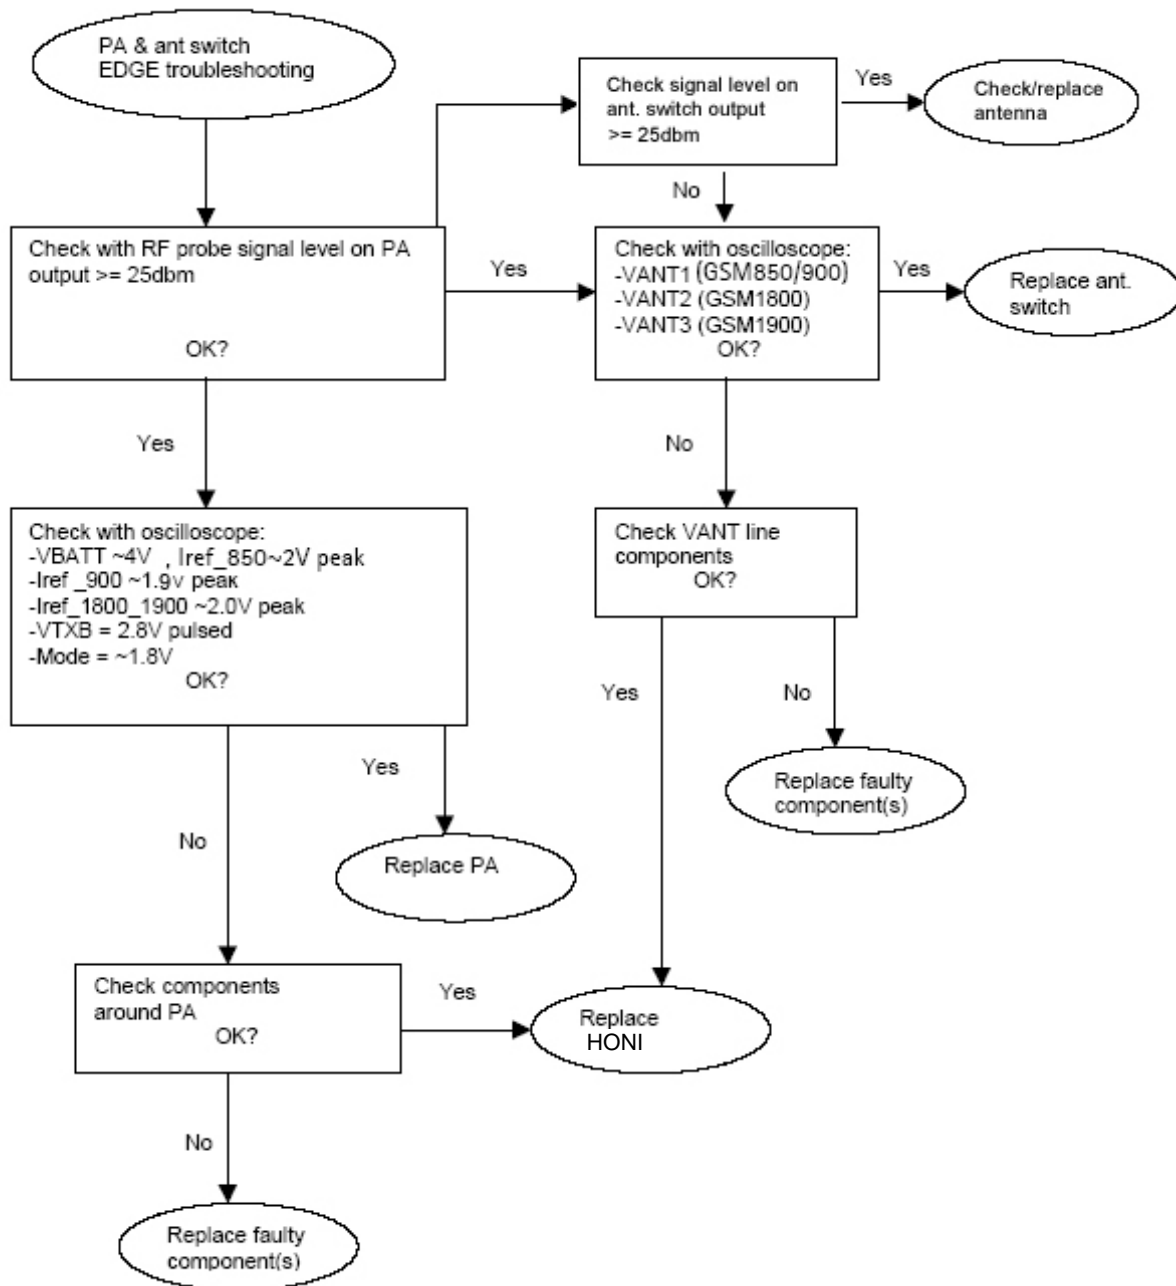 PA & ant switch
EDGE troubleshooting
Check signal level on
ant. switch output
>= 25dbm
Yes
Check/replace
antenna
No
Check with RF probe signal level on PA
output >= 25dbm
OK?
Yes
Check with oscilloscope:
-VANT1 (GSM850/900)
-VANT2 (GSM1800)
-VANT3 (GSM1900)
OK?
Yes
Replace ant.
switch
Yes
No
Check with oscilloscope:
-VBATT ~4V , Iref_850~2V peak
-Iref _900 ~1.9v peak
-Iref_1800_1900 ~2.0V peak
-VTXB = 2.8V pulsed
-Mode = ~1.8V
OK?
Check VANT line
components
OK?
Yes
No
Yes
Replace faulty
component(s)
No
Replace PA
Check components
around PA
OK?
Yes
Replace
HONI
No
Replace faulty
component(s)